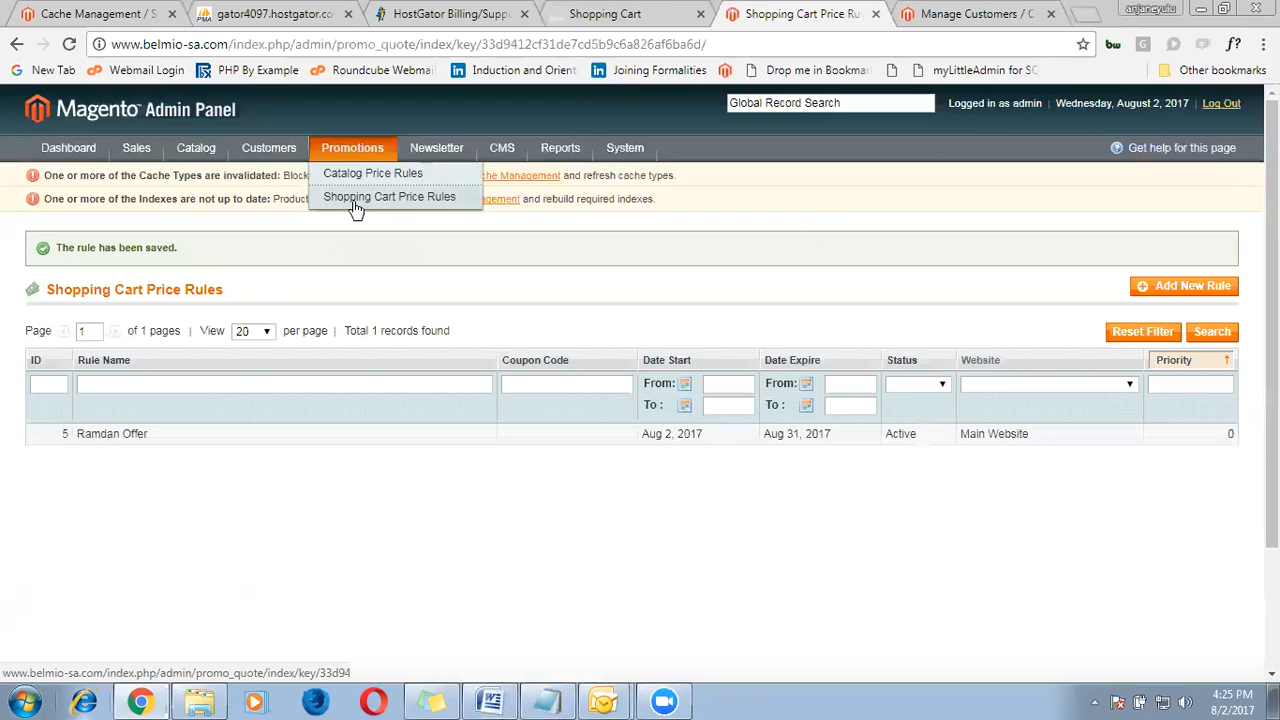 Cache Management / S
gator4097.hostgator.co
HostGator Billing/Supp
Shopping Cart
Shopping Cart Price Ru
Manage Customers / C
anjaneyulu
www.belmio-sa.com/index.php/admin/promo_quote/index/key/33d9412cf31de7cd5b9c6a826af6ba6d/
New Tab
Webmail Login
PHP By Example
Roundcube Webmail
Induction and Orient
Joining Formalities
Drop me in Bookmar
myLittleAdmin for SQ
Other bookmarks
Magento Admin Panel
Global Record Search
Logged in as admin | Wednesday, August 2, 2017 | Log Out
Dashboard Sales Catalog Customers Promotions Newsletter CMS Reports System
Get help for this page
Catalog Price Rules
Shopping Cart Price Rules
One or more of the Cache Types are invalidated: Block che Management and refresh cache types.
One or more of the Indexes are not up to date: Produc agement and rebuild required indexes.
The rule has been saved.
Shopping Cart Price Rules
Add New Rule
Page 1 of 1 pages | View 20 per page | Total 1 records found
Reset Filter Search
ID Rule Name Coupon Code Date Start Date Expire Status Website Priority
From: From:
To : To :
5 Ramdan Offer Aug 2, 2017 Aug 31, 2017 Active Main Website 0
www.belmio-sa.com/index.php/admin/promo_quote/index/key/33d94
4:25 PM
8/2/2017